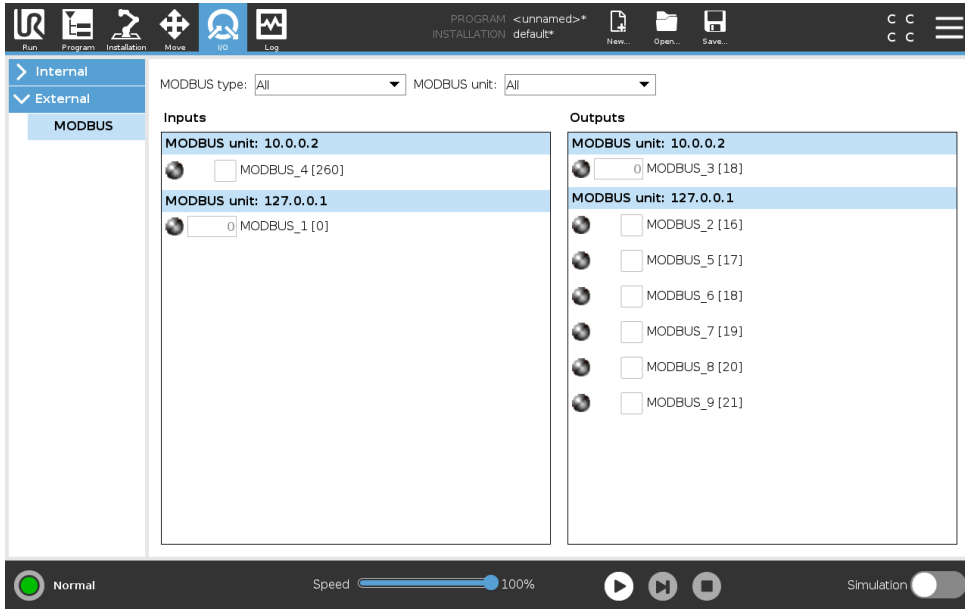 PROGRAM <unnamed>*
INSTALLATION default*
C C
C C
UR
Run
Program
Installation
Move
I/O
Log
New...
Open...
Save...
Internal
External
MODBUS
MODBUS type: All
MODBUS unit: All
Inputs
MODBUS unit: 10.0.0.2
MODBUS_4 [260]
MODBUS unit: 127.0.0.1
0 MODBUS_1 [0]
Outputs
MODBUS unit: 10.0.0.2
0 MODBUS_3 [18]
MODBUS unit: 127.0.0.1
MODBUS_2 [16]
MODBUS_5 [17]
MODBUS_6 [18]
MODBUS_7 [19]
MODBUS_8 [20]
MODBUS_9 [21]
Normal
Speed 100%
Simulation